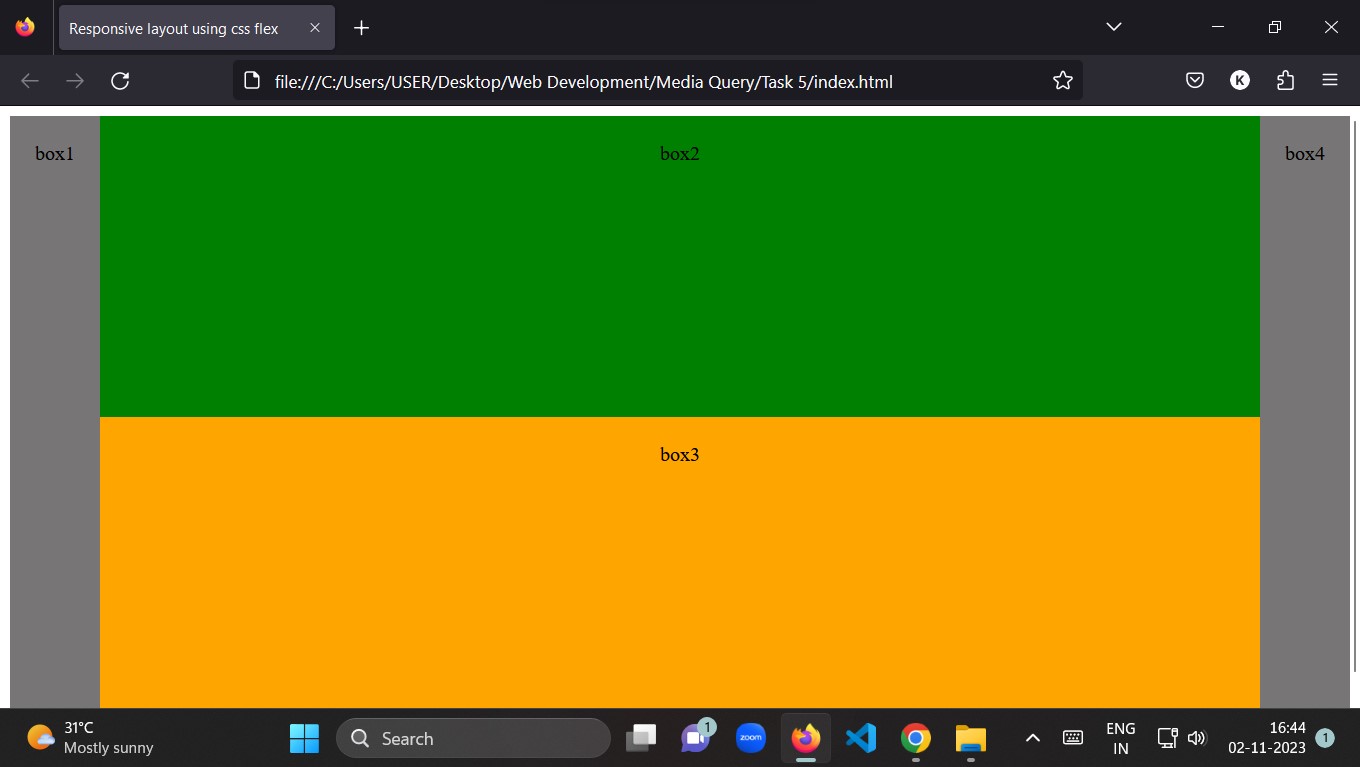 Responsive layout using css flex
file:///C:/Users/USER/Desktop/Web Development/Media Query/Task 5/index.html
K
box1
box2
box4
box3
31°C
Mostly sunny
Search
1
zoom
ENG
IN
16:44
02-11-2023
1